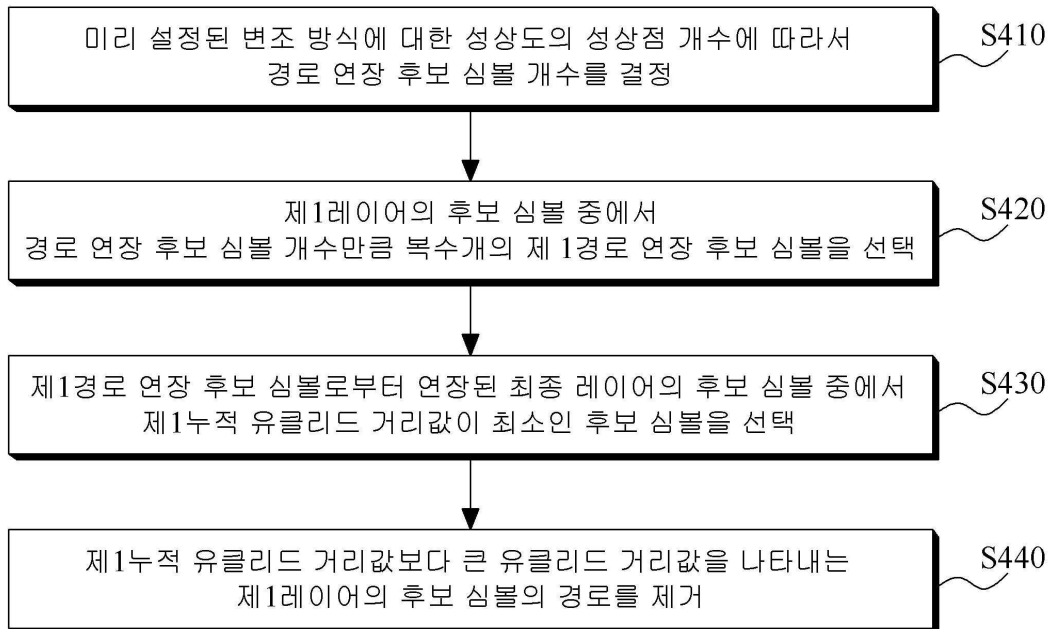 미리 설정된 변조 방식에 대한 성상도의 성상점 개수에 따라서
경로 연장 후보 심볼 개수를 결정
S410
제1레이어의 후보 심볼 중에서
경로 연장 후보 심볼 개수만큼 복수개의 제 1경로 연장 후보 심볼을 선택
S420
제1경로 연장 후보 심볼로부터 연장된 최종 레이어의 후보 심볼 중에서
제1누적 유클리드 거리값이 최소인 후보 심볼을 선택
S430
제1누적 유클리드 거리값보다 큰 유클리드 거리값을 나타내는
제1레이어의 후보 심볼의 경로를 제거
S440